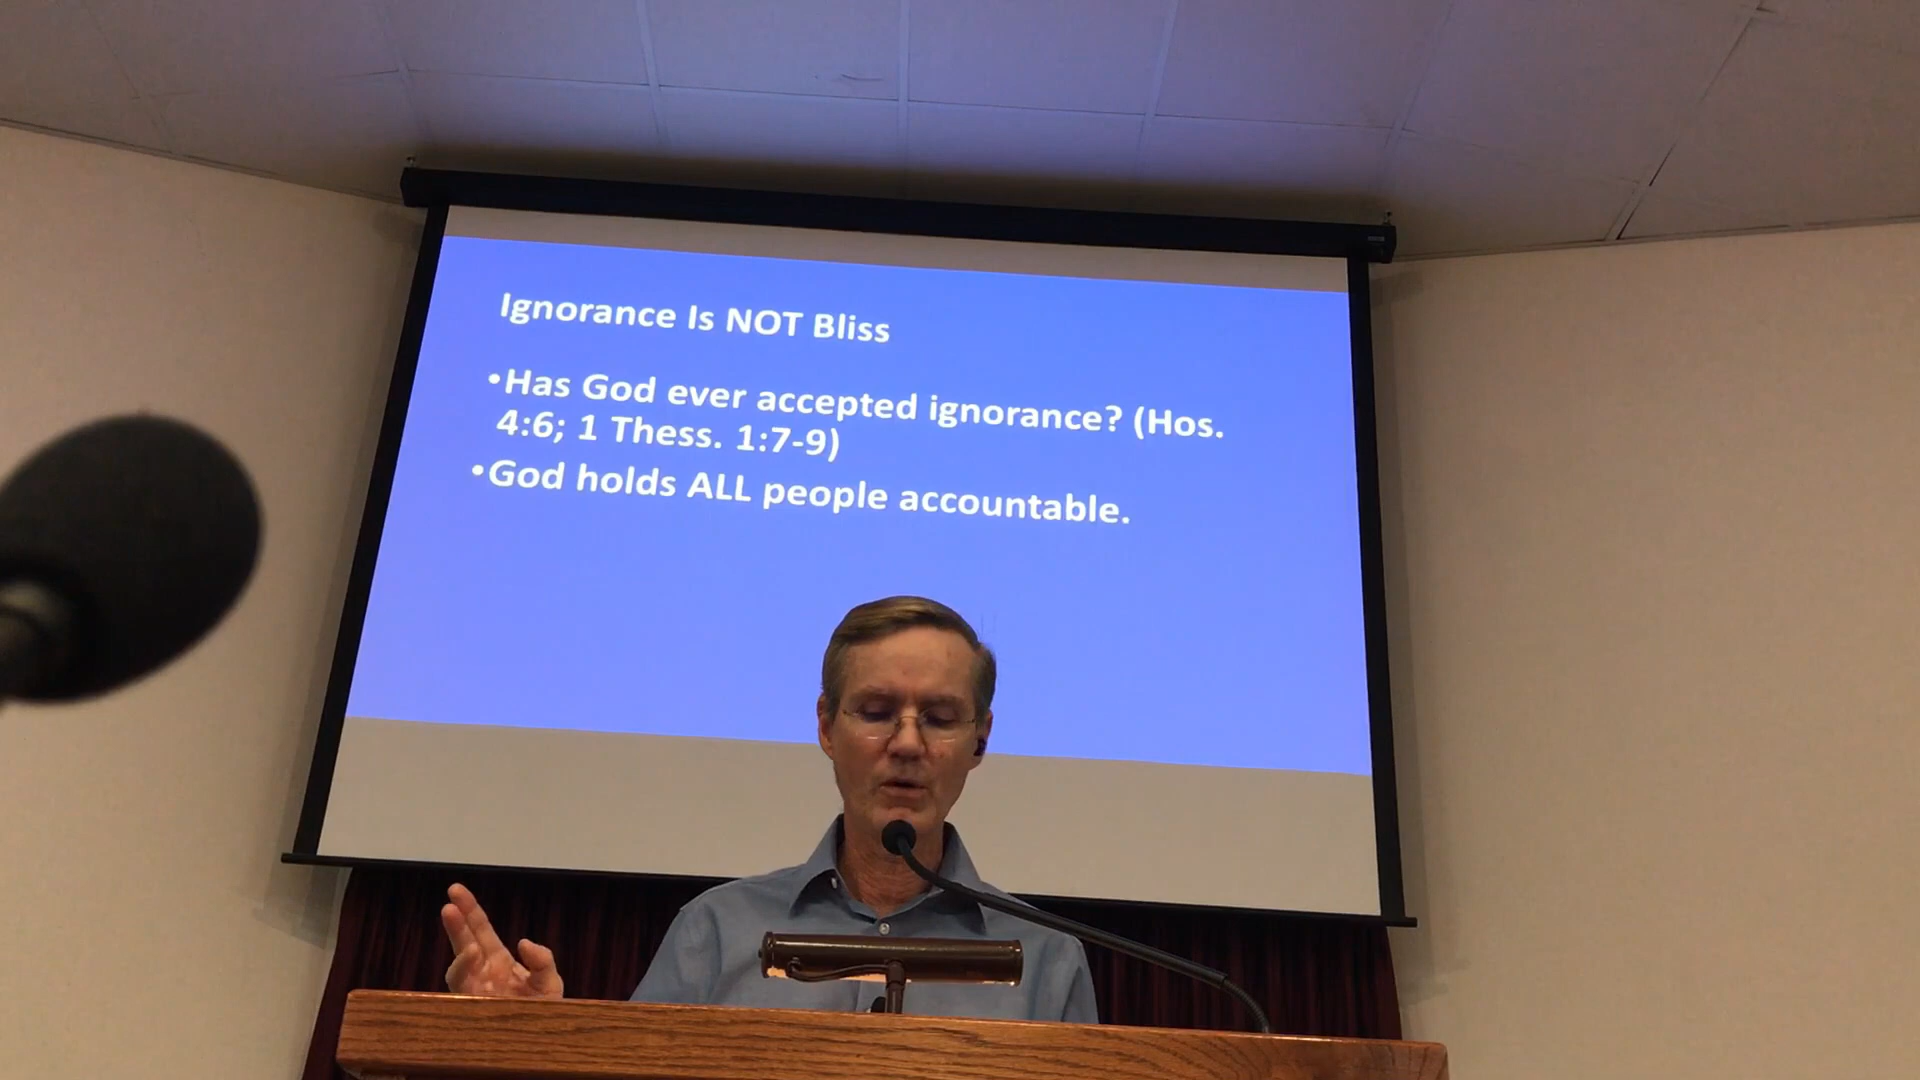 Ignorance Is NOT Bliss
•Has God ever accepted ignorance? (Hos.
4:6; 1 Thess. 1:7-9)
•God holds ALL people accountable.